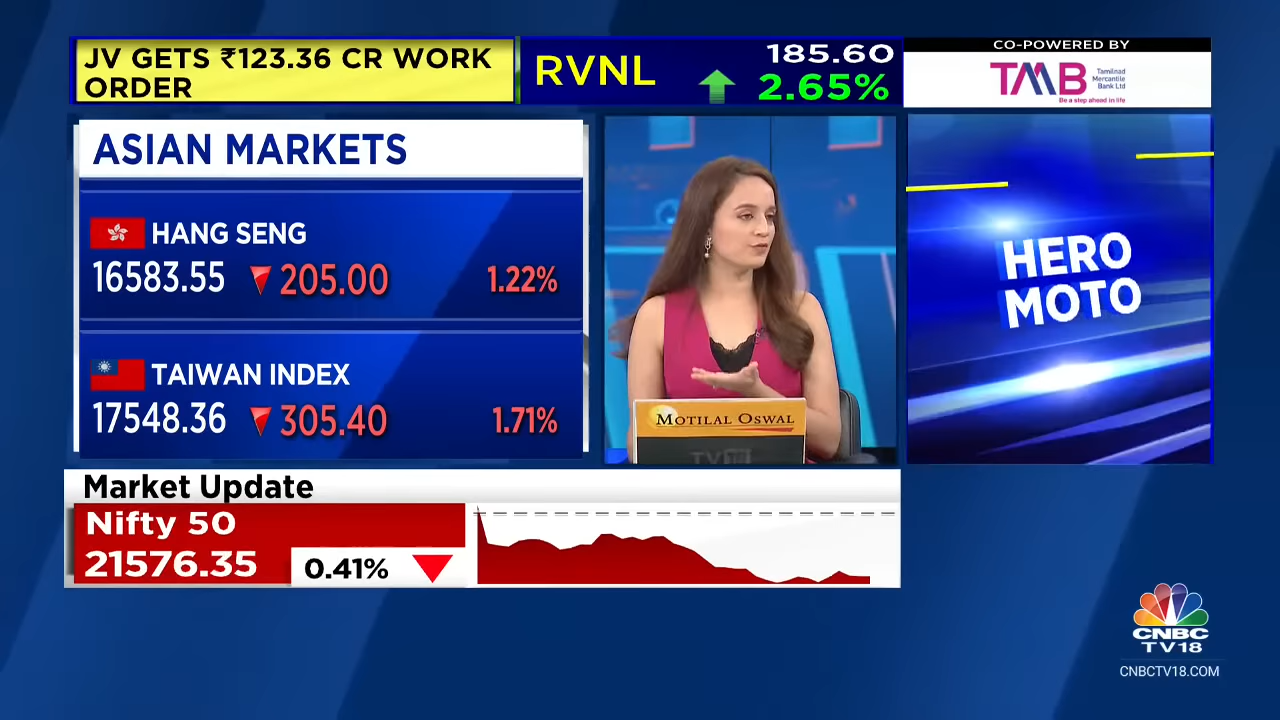 JV GETS ₹123.36 CR WORK
ORDER
RVNL
185.60
2.65%
CO-POWERED BY
TMB
Tamilnad
Mercantile
Bank Ltd
Be a step ahead in life
ASIAN MARKETS
HANG SENG
16583.55 205.00 1.22%
TAIWAN INDEX
17548.36 305.40 1.71%
MOTILAL OSWAL
TV18
HERO
MOTO
Market Update
Nifty 50
21576.35 0.41%
CNBC
TV18
CNBCTV18.COM